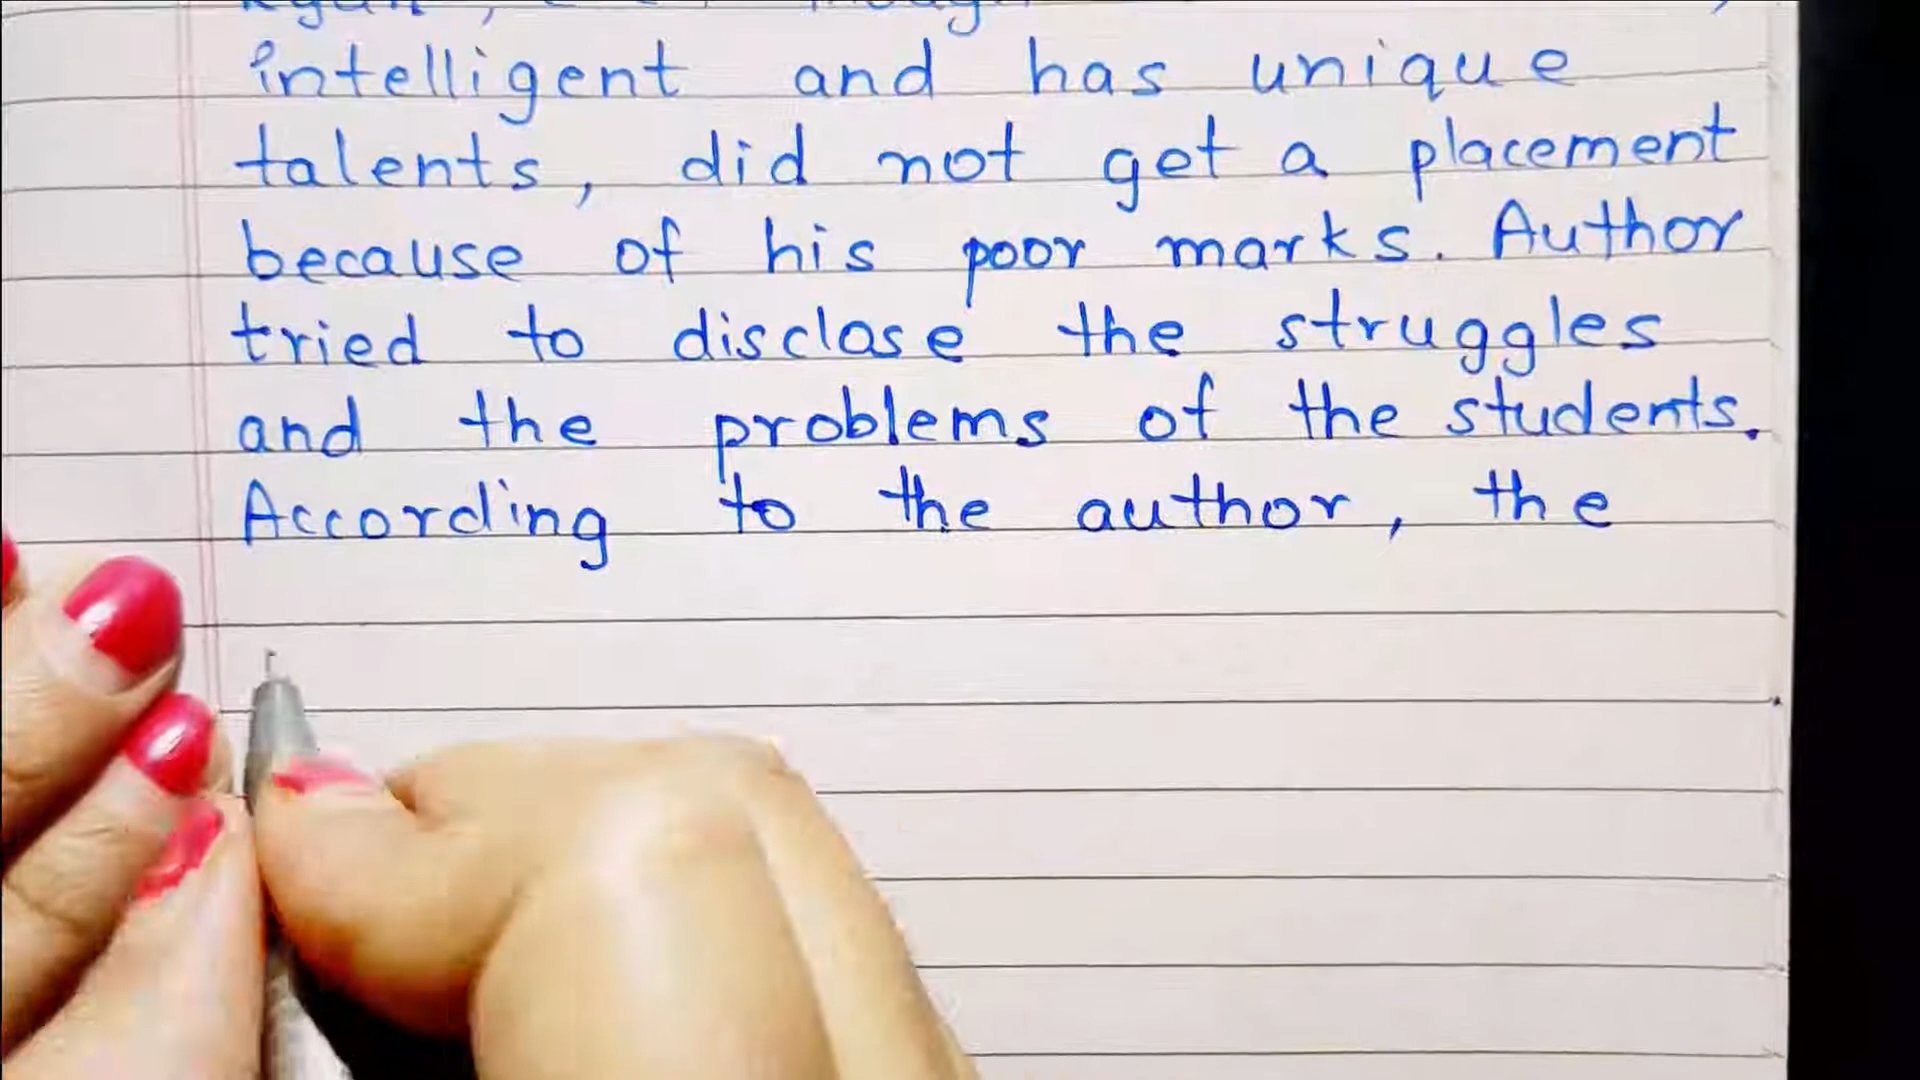 intelligent and has unique
talents, did not get a placement
because of his poor marks. Author
tried to disclose the struggles
and the problems of the students.
According to the author, the